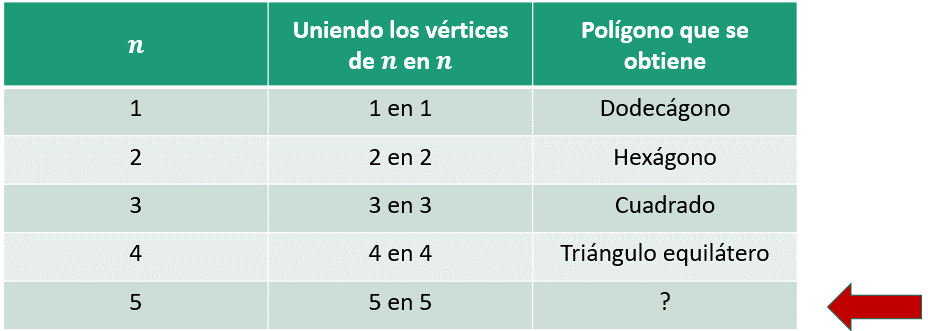 n Uniendo los vértices de n en n Polígono que se obtiene
1 1 en 1 Dodecágono
2 2 en 2 Hexágono
3 3 en 3 Cuadrado
4 4 en 4 Triángulo equilátero
5 5 en 5 ?